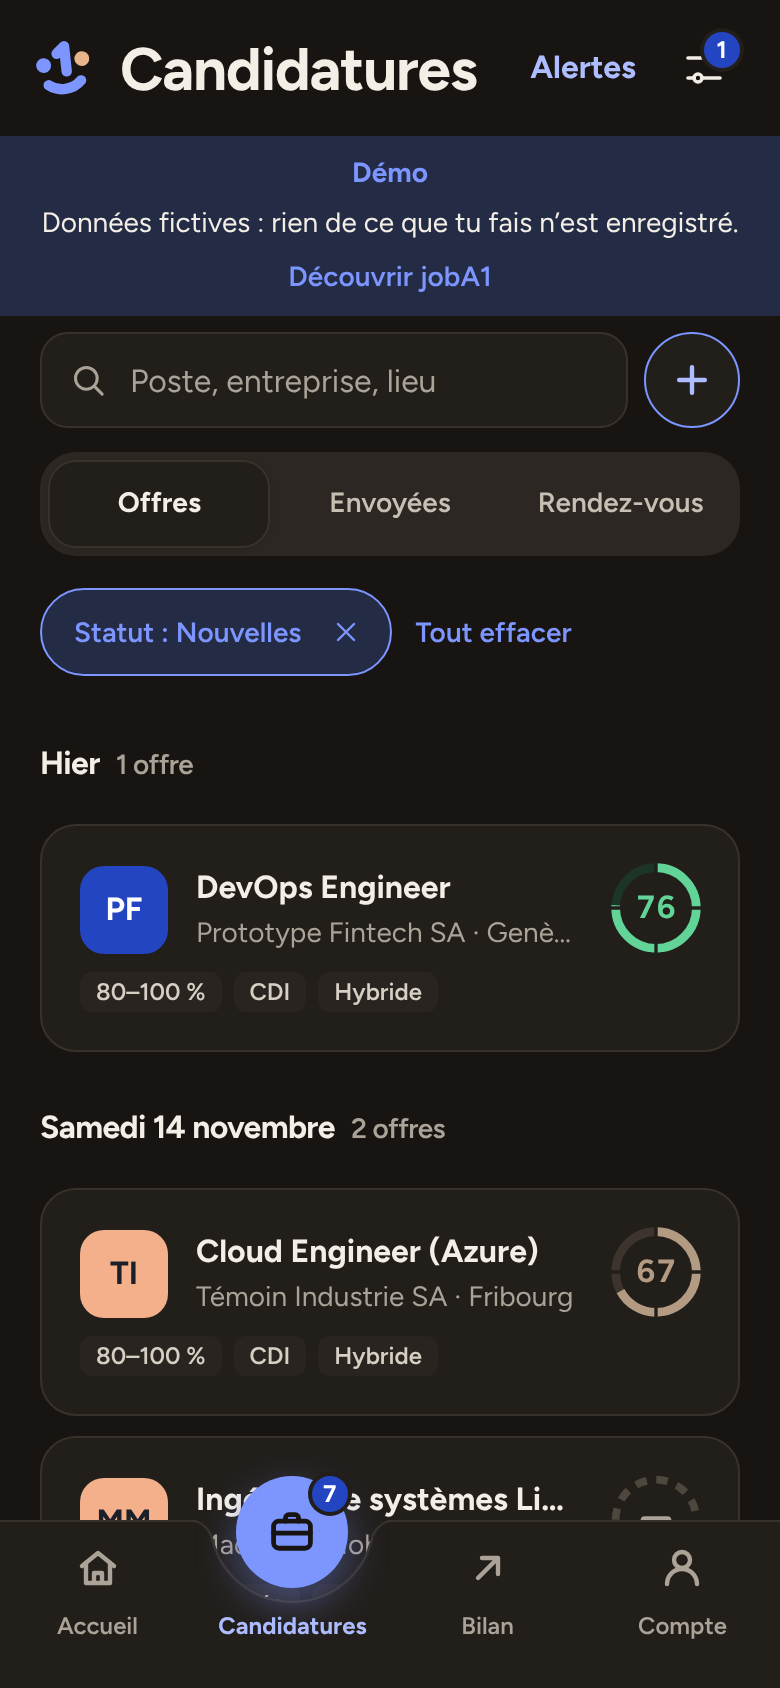 Candidatures
Alertes
1
Démo
Données fictives : rien de ce que tu fais n’est enregistré.
Découvrir jobA1
Poste, entreprise, lieu
Offres
Envoyées
Rendez-vous
Statut : Nouvelles
Tout effacer
Hier 1 offre
PF
DevOps Engineer
76
Prototype Fintech SA · Genè...
80–100 %
CDI
Hybride
Samedi 14 novembre 2 offres
TI
Cloud Engineer (Azure)
67
Témoin Industrie SA · Fribourg
80–100 %
CDI
Hybride
MM
systèmes Li...
7
Accueil
Candidatures
Bilan
Compte